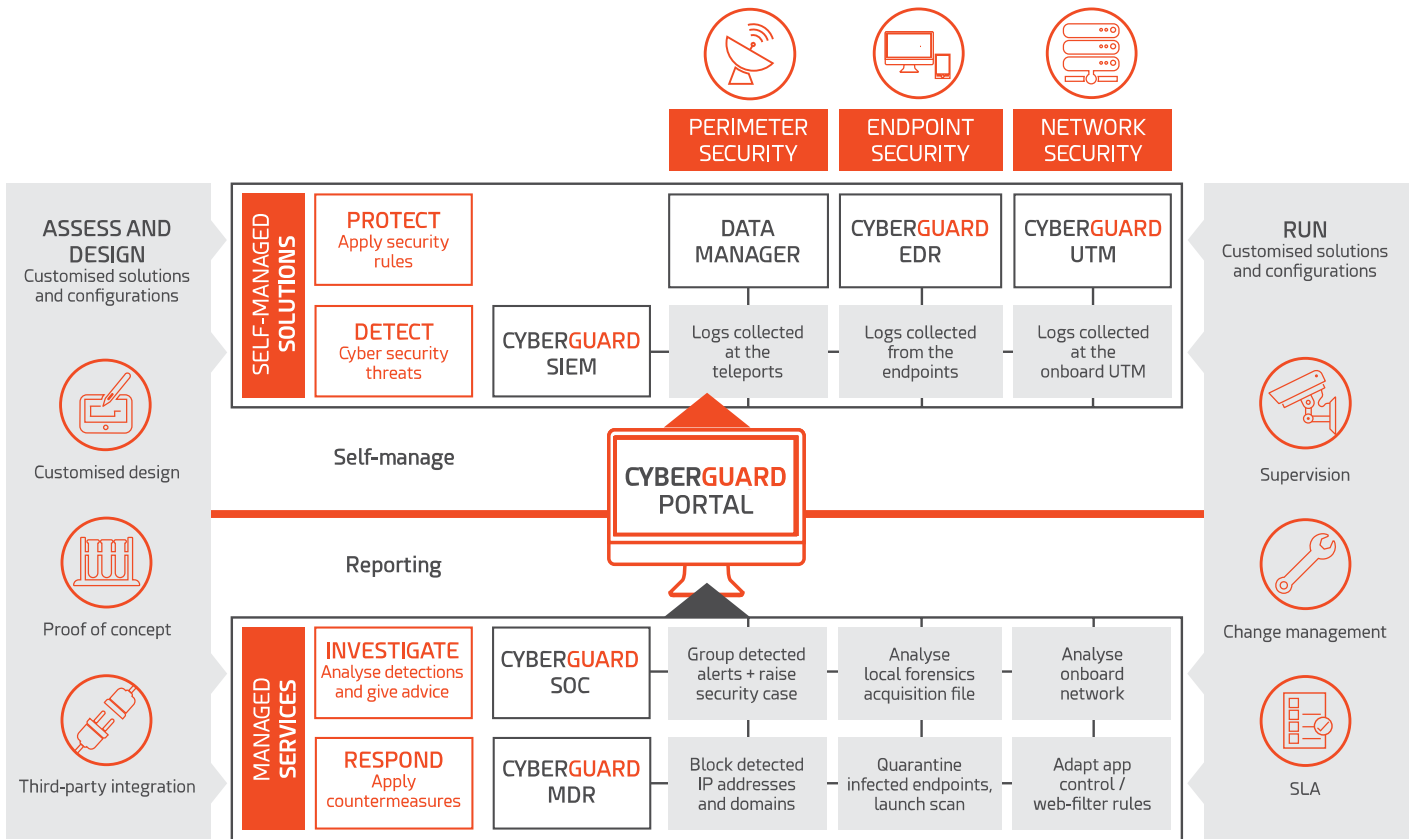 PERIMETER
SECURITY
ENDPOINT
SECURITY
NETWORK
SECURITY
ASSESS AND
DESIGN
Customised solutions
and configurations
Customised design
Proof of concept
Third-party integration
SELF-MANAGED
SOLUTIONS
PROTECT
Apply security
rules
DATA
MANAGER
CYBERGUARD
EDR
CYBERGUARD
UTM
DETECT
Cyber security
threats
CYBERGUARD
SIEM
Logs collected
at the
teleports
Logs collected
from the
endpoints
Logs collected
at the
onboard UTM
Self-manage
CYBERGUARD
PORTAL
Reporting
MANAGED
SERVICES
INVESTIGATE
Analyse detections
and give advice
CYBERGUARD
SOC
Group detected
alerts + raise
security case
Analyse
local forensics
acquisition file
Analyse
onboard
network
RESPOND
Apply
countermeasures
CYBERGUARD
MDR
Block detected
IP addresses
and domains
Quarantine
infected endpoints,
launch scan
Adapt app
control /
web-filter rules
RUN
Customised solutions
and configurations
Supervision
Change management
SLA